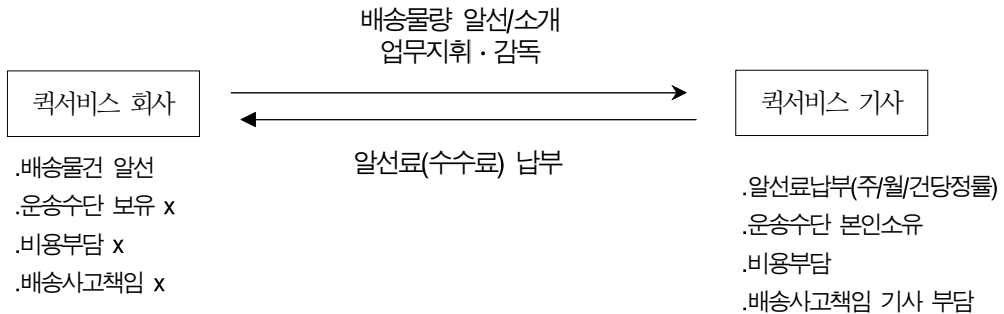 배송물량 알선/소개
업무지휘·감독
퀵서비스 회사
퀵서비스 기사
알선료(수수료) 납부
.배송물건 알선
.운송수단 보유 x
.비용부담 x
.배송사고책임 x
.알선료납부(주/월/건당정률)
.운송수단 본인소유
.비용부담
.배송사고책임 기사 부담